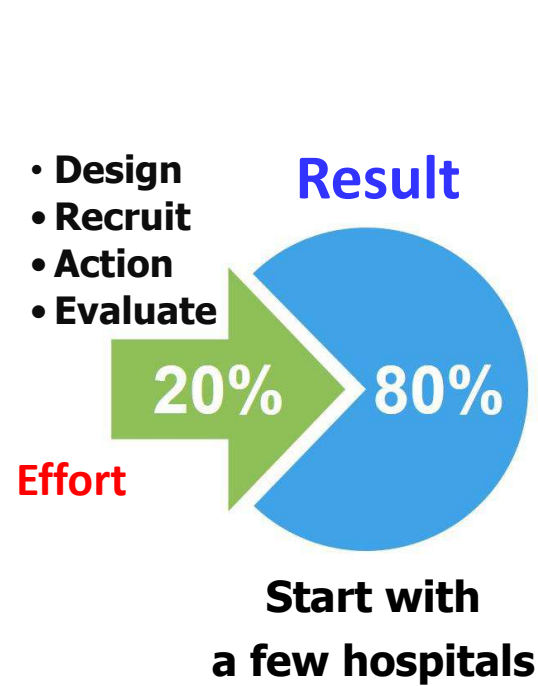 • Design
• Recruit
• Action
• Evaluate
Result
20%
80%
Effort
Start with
a few hospitals